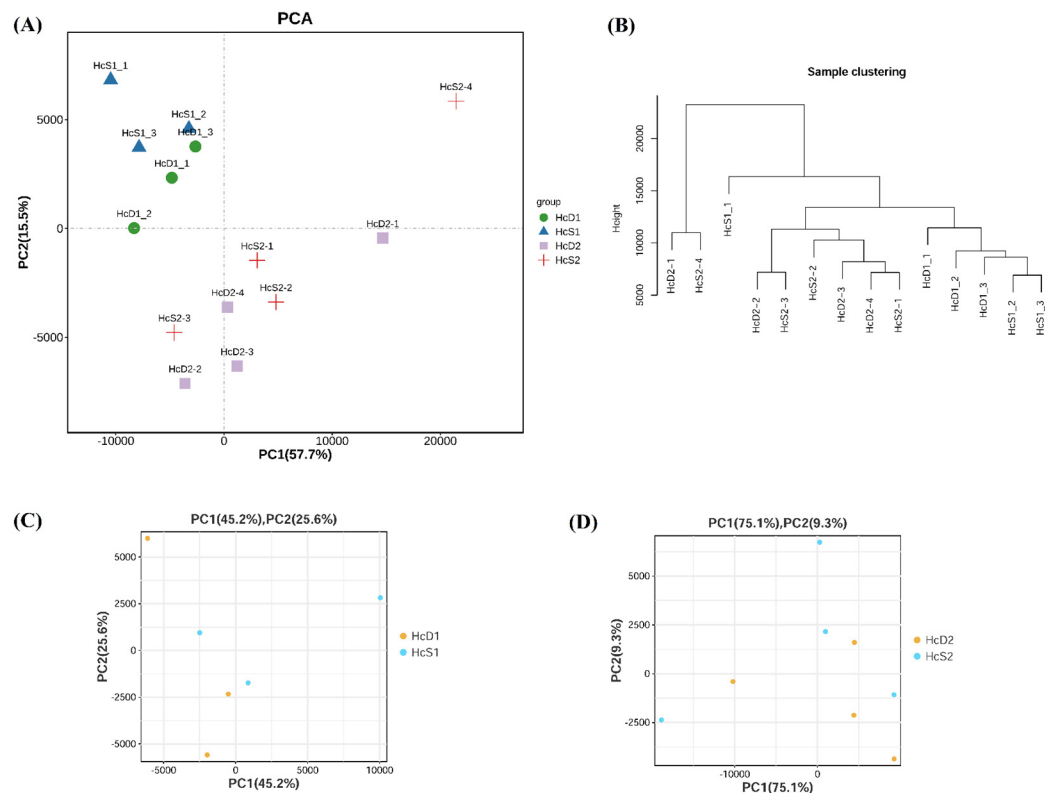 (A)
PCA
HcS1_1
HcS2-4
HcS1_2
HcS1_3
HcD1_3
HcD1_1
HcD1_2
HcD2-1
HcS2-1
HcS2-2
HcD2-4
HcS2-3
HcD2-3
HcD2-2
5000
0
-5000
PC2(15.5%)
-10000
0
10000
20000
PC1(57.7%)
group
HcD1
HcS1
HcD2
HcS2
(B)
Sample clustering
Height
20000
15000
10000
5000
HcD2-1
HcS2-4
HcS1_1
HcD2-2
HcS2-3
HcS2-2
HcD2-3
HcD2-4
HcS2-1
HcD1_1
HcD1_2
HcD1_3
HcS1_2
HcS1_3
(C)
PC1(45.2%),PC2(25.6%)
5000
2500
0
-2500
-5000
PC2(25.6%)
-5000
0
5000
10000
PC1(45.2%)
HcD1
HcS1
(D)
PC1(75.1%),PC2(9.3%)
5000
2500
0
-2500
PC2(9.3%)
-10000
0
PC1(75.1%)
HcD2
HcS2